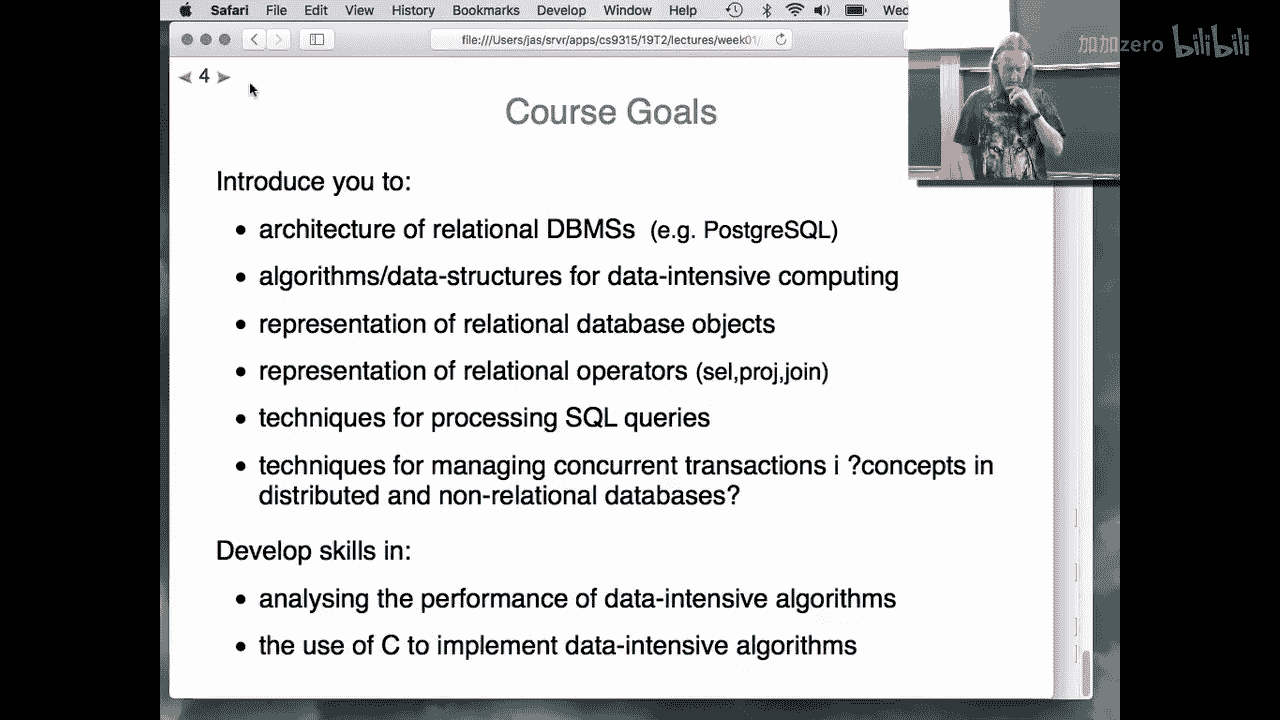 Safari File Edit View History Bookmarks Develop Window Help Wed
file:///Users/jas/srvr/apps/cs9315/19T2/lectures/week01/
加加zero bilibili
4
Course Goals
Introduce you to:
• architecture of relational DBMSs (e.g. PostgreSQL)
• algorithms/data-structures for data-intensive computing
• representation of relational database objects
• representation of relational operators (sel,proj,join)
• techniques for processing SQL queries
• techniques for managing concurrent transactions i ?concepts in
distributed and non-relational databases?
Develop skills in:
• analysing the performance of data-intensive algorithms
• the use of C to implement data-intensive algorithms